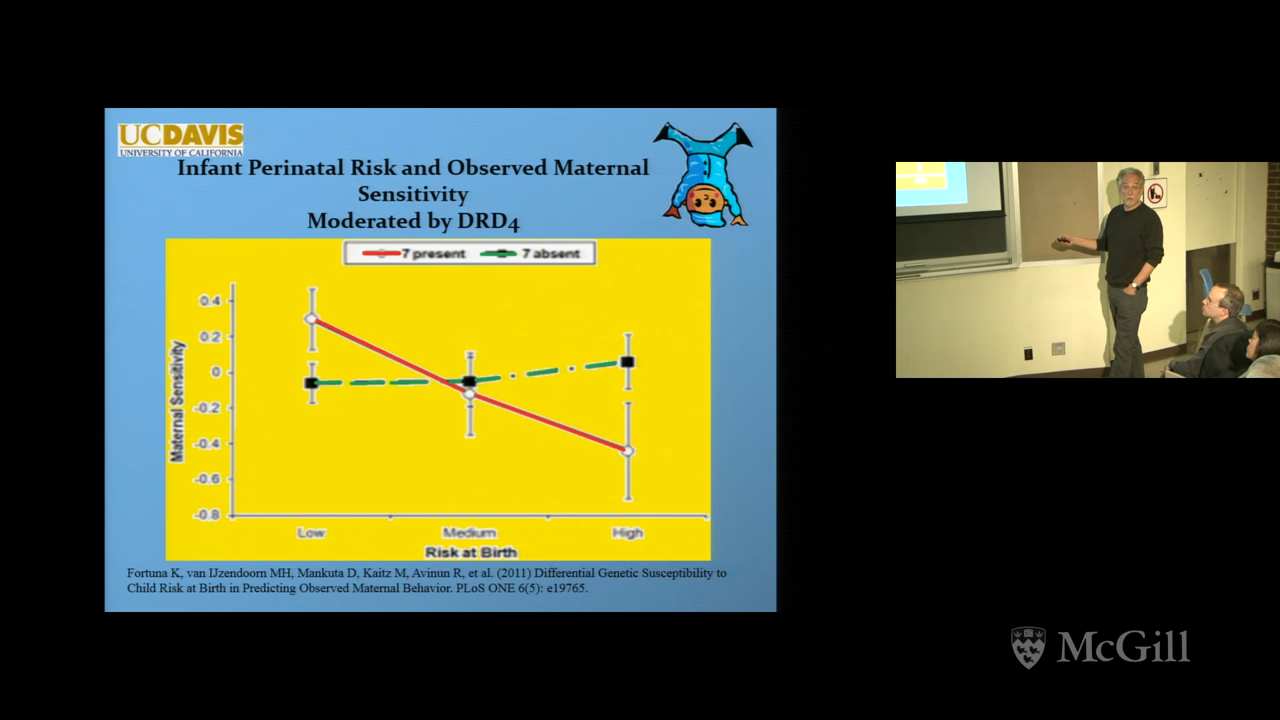 UCDAVIS
UNIVERSITY OF CALIFORNIA
Infant Perinatal Risk and Observed Maternal
Sensitivity
Moderated by DRD4
7 present
7 absent
0.4
0.2
0
-0.2
-0.4
-0.6
-0.8
Maternal Sensitivity
Low
Medium
High
Risk at Birth
Fortuna K, van IJzendoorn MH, Mankuta D, Kaitz M, Avinun R, et al. (2011) Differential Genetic Susceptibility to
Child Risk at Birth in Predicting Observed Maternal Behavior. PLoS ONE 6(5): e19765.
McGill